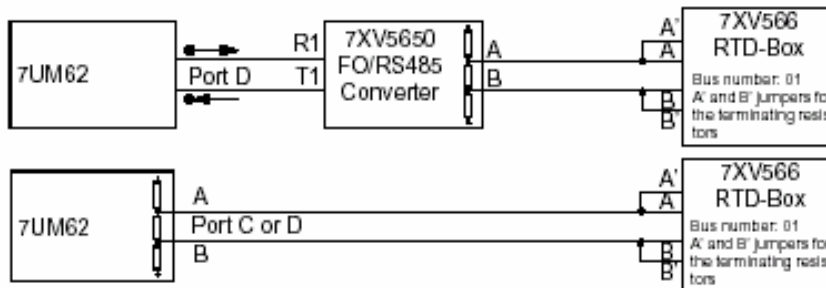 7UM62
R1
Port D
T1
7XV5650
FO/RS485
Converter
A
B
A'
A
B
B'
7XV566
RTD-Box
Bus number: 01
A' and B' jumpers fo
the terminating resis
tors
7UM62
A
Port C or D
B
A'
A
B
B'
7XV566
RTD-Box
Bus number: 01
A' and B' jumpers fo
the terminating resis
tors